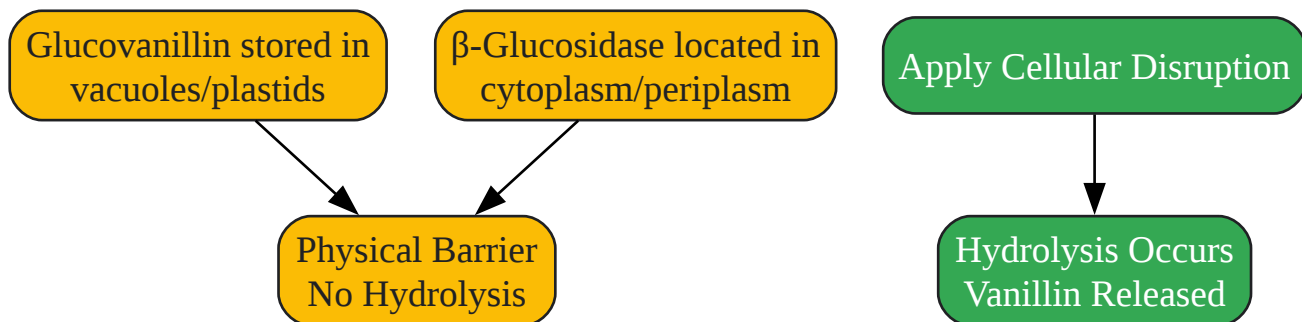 Glucovanillin stored in
vacuoles/plastids
β-Glucosidase located in
cytoplasm/periplasm
Apply Cellular Disruption
Physical Barrier
No Hydrolysis
Hydrolysis Occurs
Vanillin Released